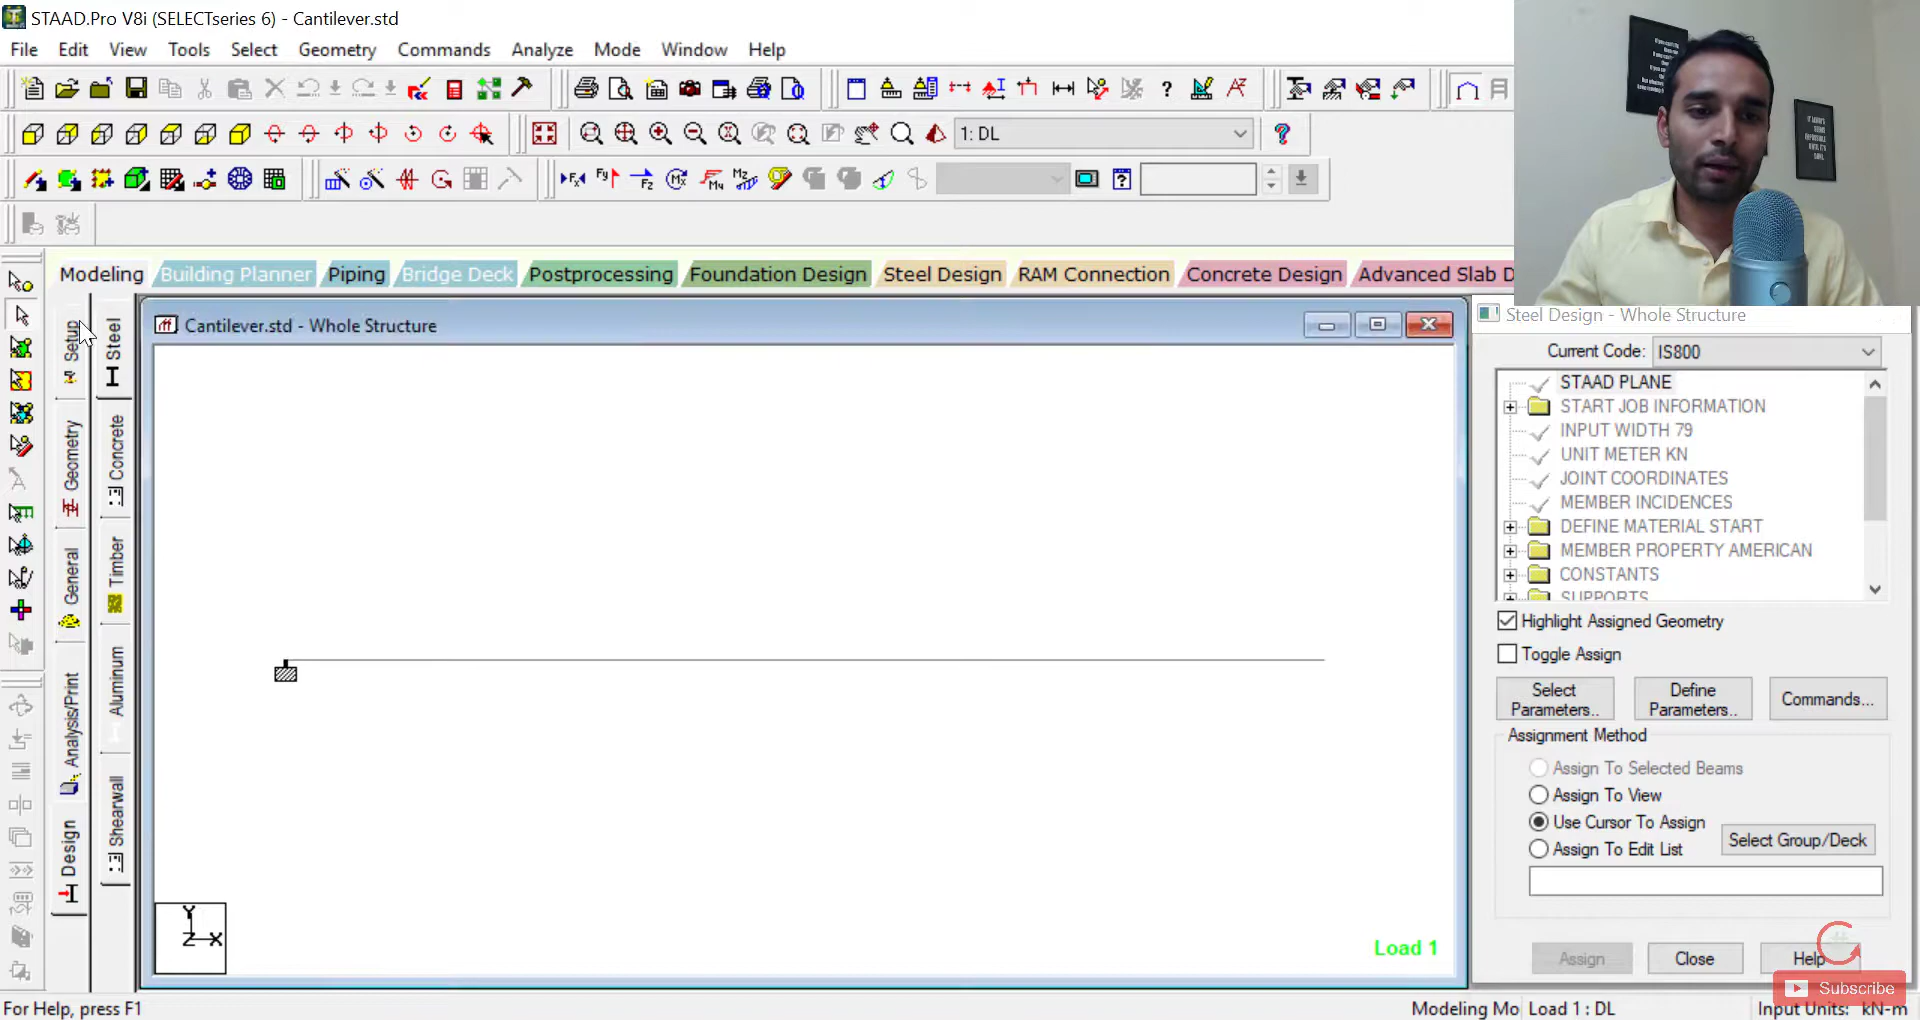 STAAD.Pro V8i (SELECTseries 6) - Cantilever.std
File Edit View Tools Select Geometry Commands Analyze Mode Window Help
1: DL
Modeling Building Planner Piping Bridge Deck Postprocessing Foundation Design Steel Design RAM Connection Concrete Design Advanced Slab D
Setup
Geometry
General
Analysis/Print
Design
Steel
Concrete
Timber
Aluminum
Shearwall
Cantilever.std - Whole Structure
Y
Z X
Load 1
Steel Design - Whole Structure
Current Code: IS800
STAAD PLANE
START JOB INFORMATION
INPUT WIDTH 79
UNIT METER KN
JOINT COORDINATES
MEMBER INCIDENCES
DEFINE MATERIAL START
MEMBER PROPERTY AMERICAN
CONSTANTS
SUPPORTS
Highlight Assigned Geometry
Toggle Assign
Select Parameters..
Define Parameters..
Commands...
Assignment Method
Assign To Selected Beams
Assign To View
Use Cursor To Assign
Select Group/Deck
Assign To Edit List
Assign Close Help
Subscribe
For Help, press F1
Modeling Mo Load 1 : DL Input Units: kN-m